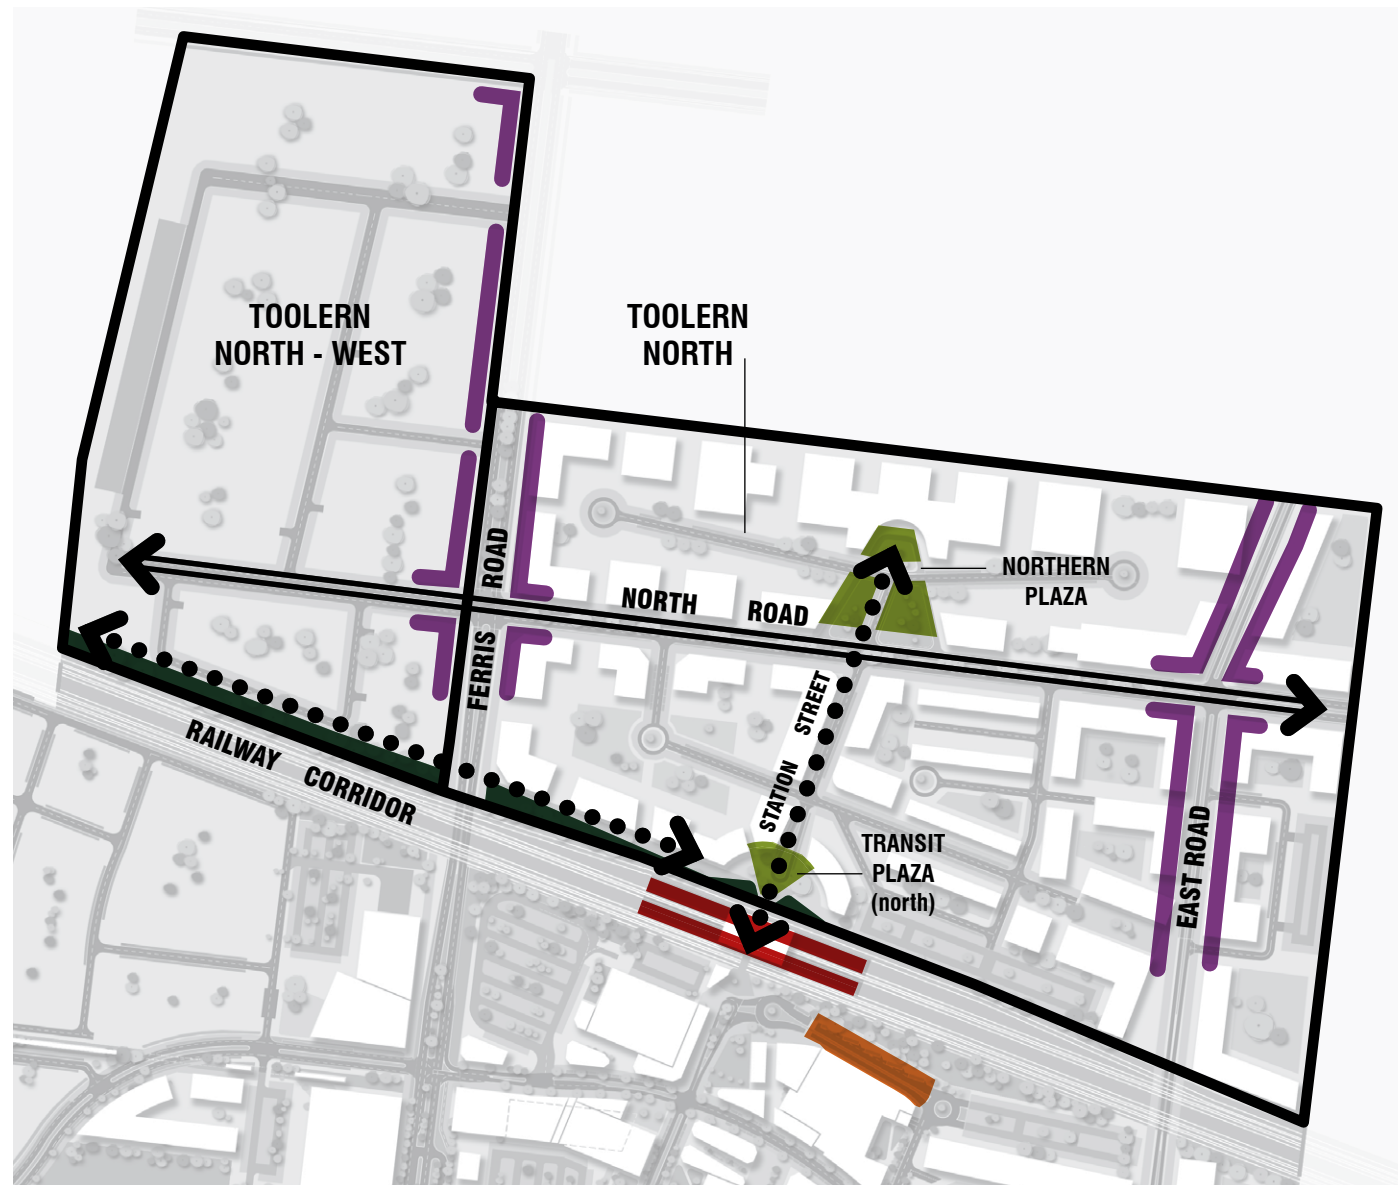 TOOLERN
NORTH - WEST
TOOLERN
NORTH
FERRIS ROAD
NORTH ROAD
NORTHERN
PLAZA
STATION STREET
RAILWAY CORRIDOR
TRANSIT
PLAZA
(north)
EAST ROAD